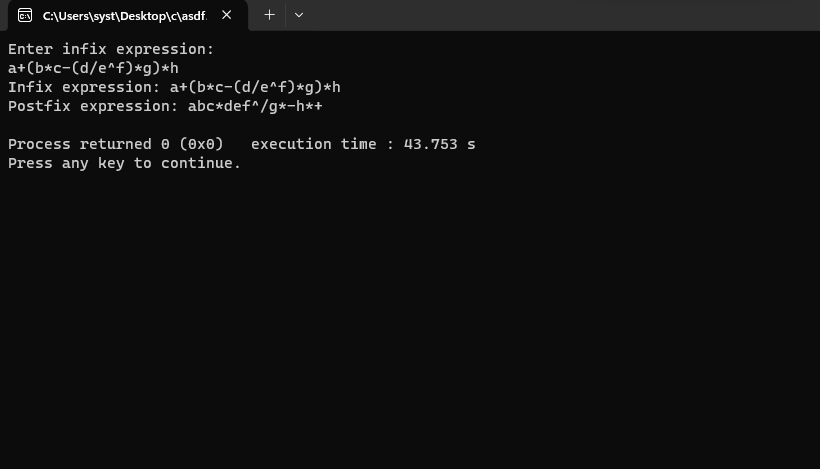 C:\Users\syst\Desktop\c\asdf.
Enter infix expression:
a+(b*c-(d/e^f)*g)*h
Infix expression: a+(b*c-(d/e^f)*g)*h
Postfix expression: abc*def^/g*-h*+
Process returned 0 (0x0)   execution time : 43.753 s
Press any key to continue.